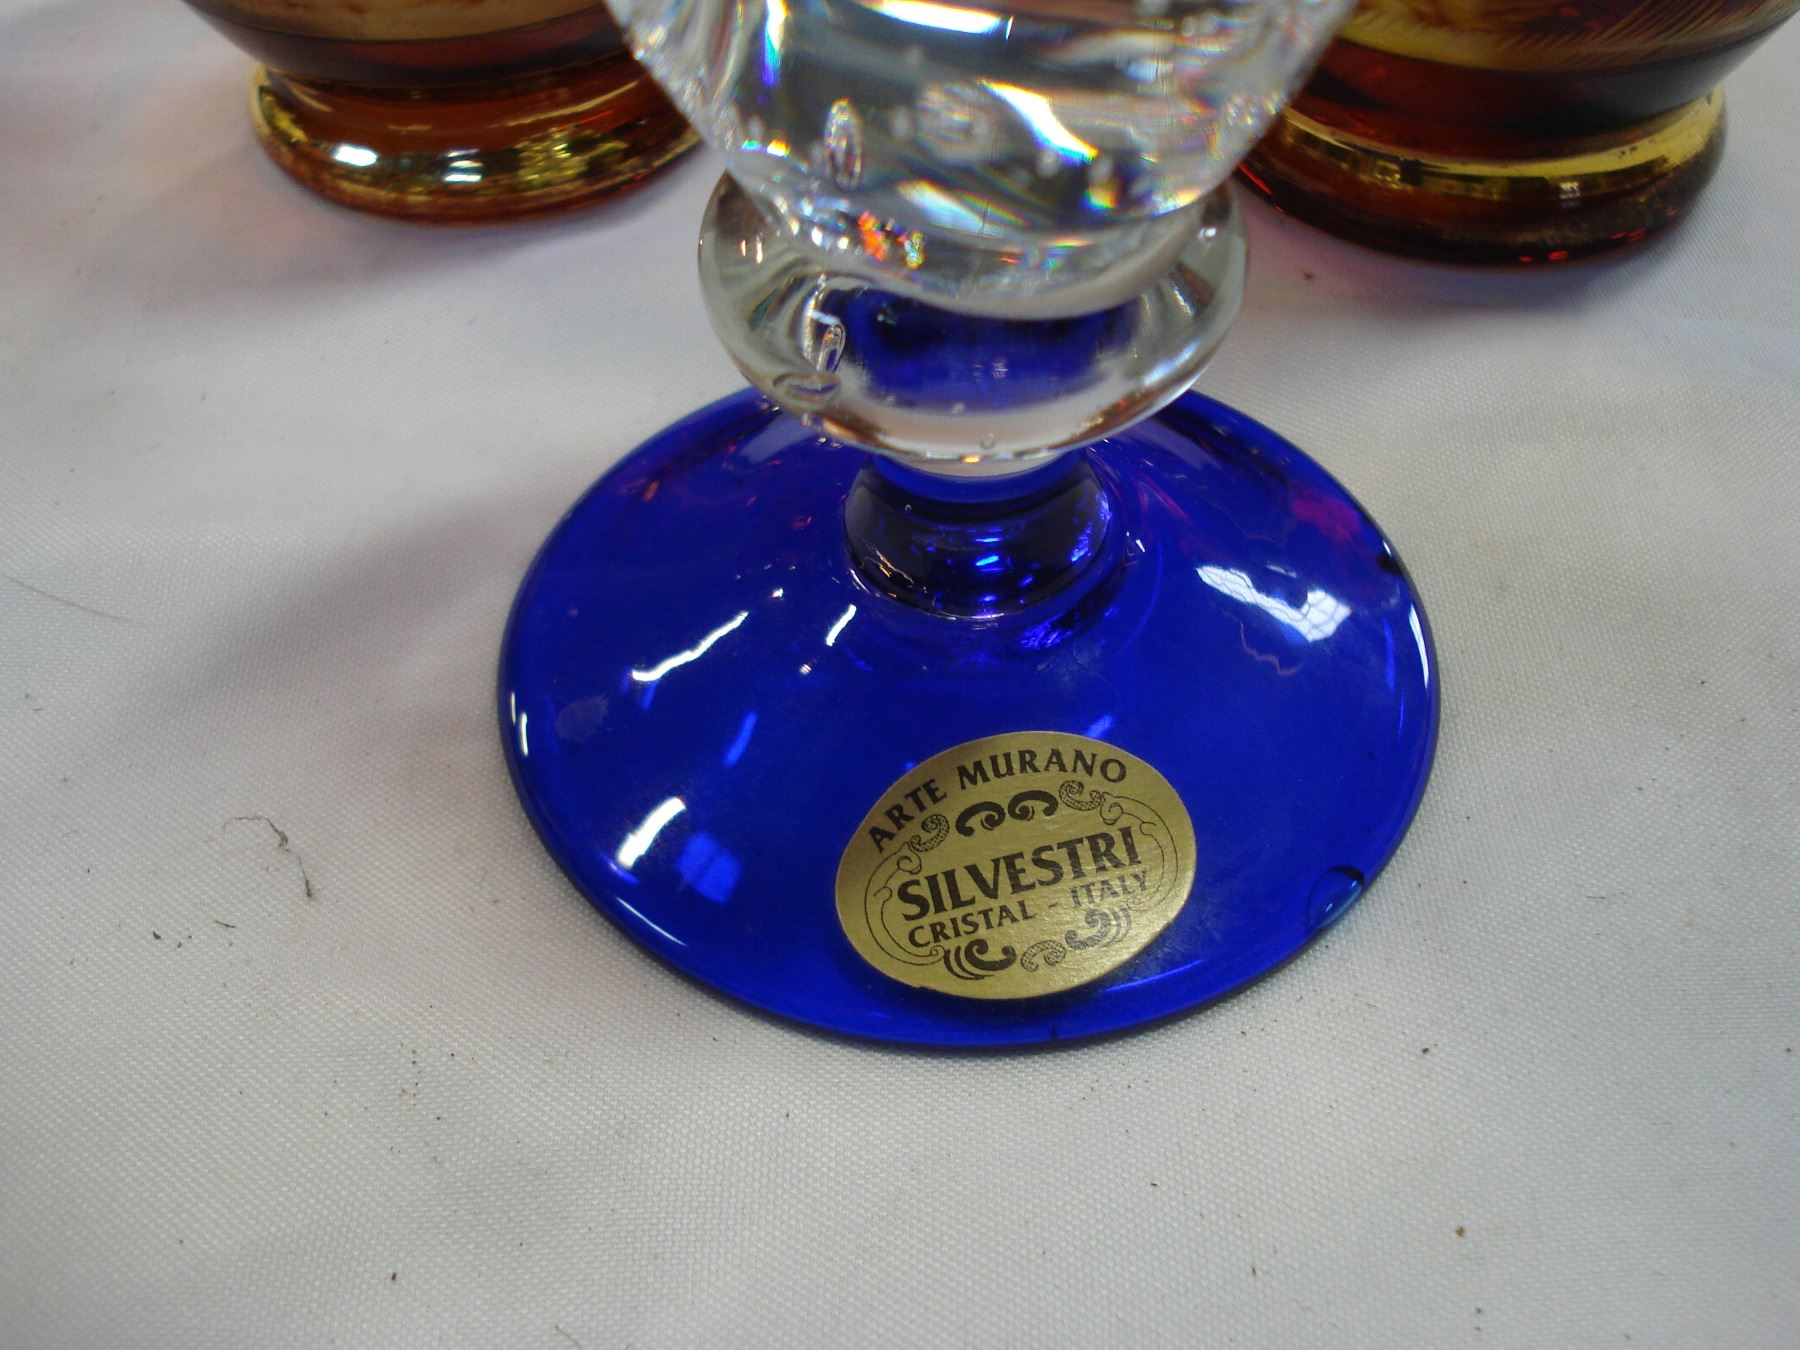 ARTE MURANO
SILVESTRI
CRISTAL - ITALY